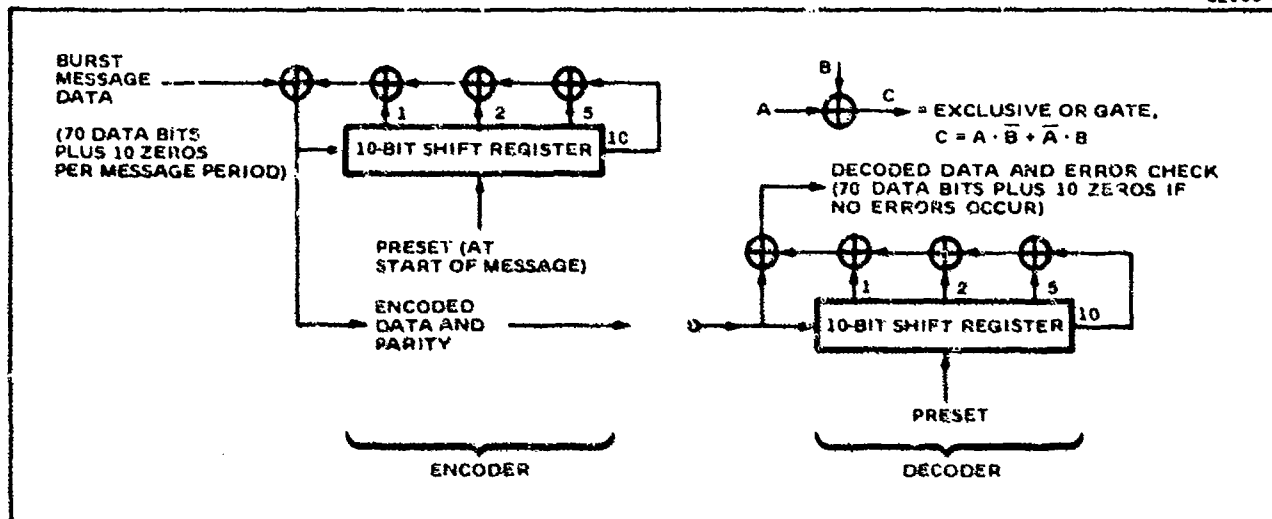 BURST
MESSAGE
DATA
(70 DATA BITS
PLUS 10 ZEROS
PER MESSAGE PERIOD)
1
2
5
10
10-BIT SHIFT REGISTER
PRESET (AT
START OF MESSAGE)
ENCODED
DATA AND
PARITY
ENCODER
B
A
C
= EXCLUSIVE OR GATE,
C = A · B̅ + A̅ · B
DECODED DATA AND ERROR CHECK
(70 DATA BITS PLUS 10 ZEROS IF
NO ERRORS OCCUR)
1
2
5
10
10-BIT SHIFT REGISTER
PRESET
DECODER